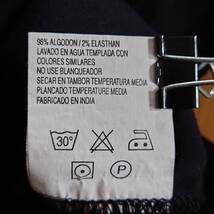 98% ALGODON / 2% ELASTHAN
LAVADO EN AGUA TEMPLADA CON
COLORES SIMILARES
NO USE BLANQUEADOR
SECAR EN TAMBOR TEMPERATURA MEDIA
PLANCADO TEMPERATURE MEDIA
FABRICADO EN INDIA
30°
P